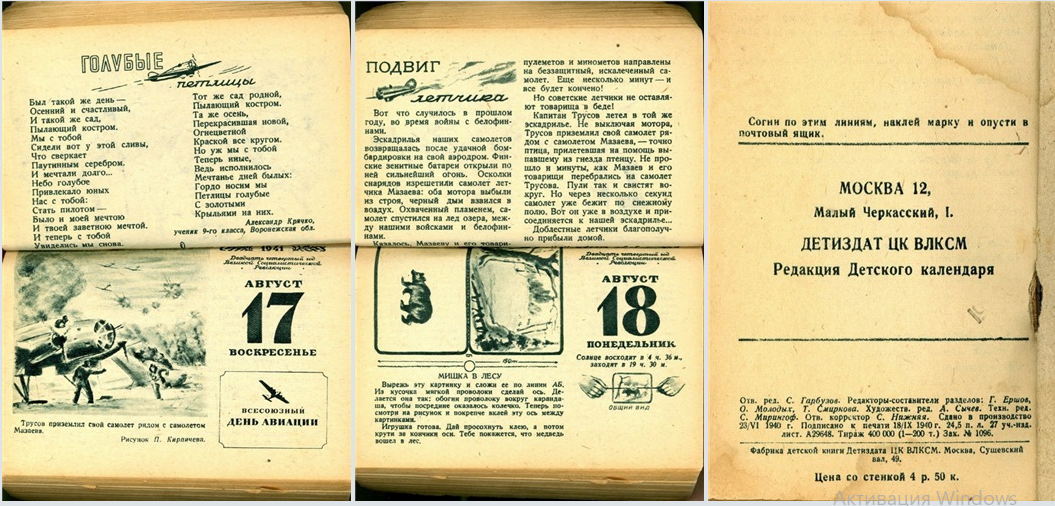 ГОЛУБЫЕ
петлицы
Был такой же день —
Осенний и счастливый,
И такой же сад,
Пылающий костром.
Мы с тобой
Сидели вот у этой сливы,
Что сверкает
Паутинным серебром.
И мечтали долго...
Небо голубое
Привлекало юных
Нас с тобой:
Стать пилотом —
Было и моей мечтою
И твоей заветною мечтой.
И теперь с тобой
Увиделись мы снова.
Тот же сад родной,
Пылающий костром.
Та же осень,
Перекрасившая новой,
Огнецветной
Краской все кругом.
Но уж мы с тобой
Теперь иные,
Ведь исполнилось
Мечтанье дней былых:
Гордо носим мы
Петлицы голубые
С золотыми
Крыльями на них.
Александр Крячко,
ученик 9-го класса, Воронежская обл.
1941
Двадцать четвертый год
Великой Социалистической
Революции
АВГУСТ
17
ВОСКРЕСЕНЬЕ
ВСЕСОЮЗНЫЙ
ДЕНЬ АВИАЦИИ
Трусов приземлил свой самолет рядом с самолетом
Мазаева.
Рисунок П. Кирпичева.
ПОДВИГ
летчика
Вот что случилось в прошлом
году, во время войны с белофин-
нами.
Эскадрилья наших самолетов
возвращалась после удачной бом-
бардировки на свой аэродром. Фин-
ские зенитные батареи открыли по
ней сильнейший огонь. Осколки
снарядов изрешетили самолет лет-
чика Мазаева: оба мотора выбыли
из строя, черный дым взвился в
воздух. Охваченный пламенем, са-
молет спустился на лед озера, меж-
ду нашими войсками и белофин-
нами.
Казалось, Мазаеву и его товари-
пулеметов и минометов направлены
на беззащитный, искалеченный са-
молет. Еще несколько минут — и
все будет кончено!
Но советские летчики не оставля-
ют товарища в беде!
Капитан Трусов летел в той же
эскадрилье. Не выключая мотора,
Трусов приземлил свой самолет ря-
дом с самолетом Мазаева, — точно
птица, прилетевшая на помощь вы-
павшему из гнезда птенцу. Не про-
шло и минуты, как Мазаев и его
товарищи перебрались на самолет
Трусова. Пули так и свистят во-
круг. Но через несколько секунд
самолет уже бежит по снежному
полю. Вот он уже в воздухе и при-
соединяется к нашей эскадрилье...
Доблестные летчики благополуч-
но прибыли домой.
Двадцать четвертый год
Великой Социалистической
Революции
АВГУСТ
18
ПОНЕДЕЛЬНИК
Солнце восходит в 4 ч. 36 м.,
заходит в 19 ч. 30 м.
ОБЩИЙ ВИД
МИШКА В ЛЕСУ
Вырежь эту картинку и сложи ее по линии АБ.
Из кусочка мягкой проволоки сделай ось. Де-
лается она так: обогни проволоку вокруг каранда-
ша, чтобы посредине оказалось колечко. Теперь по-
смотри на рисунок и покрепче вклей эту ось между
картинками.
Игрушка готова. Дай просохнуть клею, а потом
крути за кончики оси. Тебе покажется, что медведь
вошел в лес.
Согни по этим линиям, наклей марку и опусти в
почтовый ящик.
МОСКВА 12,
Малый Черкасский, I.
ДЕТИЗДАТ ЦК ВЛКСМ
Редакция Детского календаря
Отв. ред. С. Гарбузов. Редакторы-составители разделов: Г. Ершов,
О. Молодых, Т. Смиркова. Художеств. ред. А. Сычев. Техн. ред.
С. Мирингоф. Отв. корректор С. Нижняя. Сдано в производство
23/VI 1940 г. Подписано к печати 18/IX 1940 г. 24,5 п. л. 27 уч.-изд.
лист. А29648. Тираж 400 000 (1—200 т.) Зак. № 1096.
Фабрика детской книги Детиздата ЦК ВЛКСМ. Москва, Сущевский
вал, 49.
Цена со стенкой 4 р. 50 к.
Активация Windows